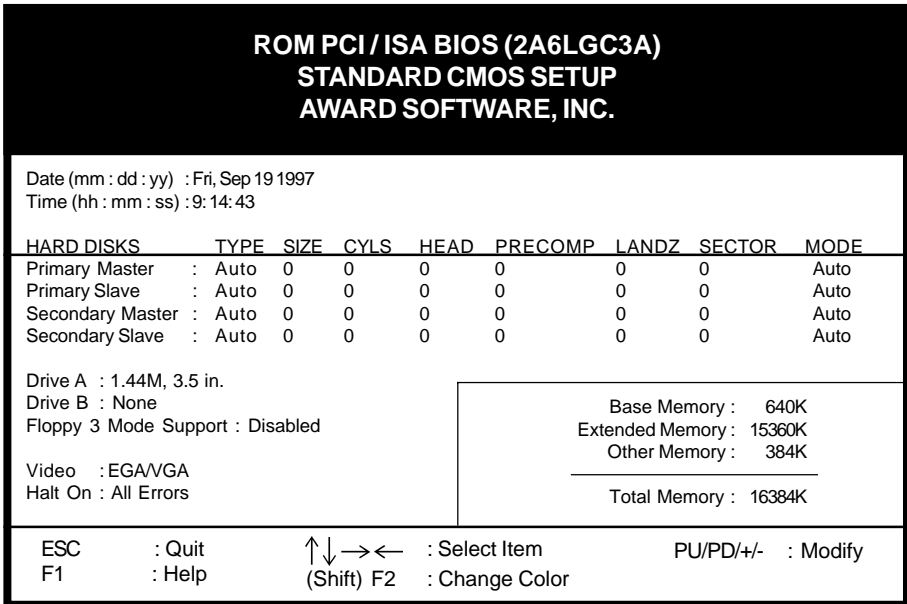 ROM PCI / ISA BIOS (2A6LGC3A)
STANDARD CMOS SETUP
AWARD SOFTWARE, INC.
Date (mm : dd : yy) : Fri, Sep 19 1997
Time (hh : mm : ss) : 9: 14: 43
HARD DISKS TYPE SIZE CYLS HEAD PRECOMP LANDZ SECTOR MODE
Primary Master : Auto 0 0 0 0 0 0 Auto
Primary Slave : Auto 0 0 0 0 0 0 Auto
Secondary Master : Auto 0 0 0 0 0 0 Auto
Secondary Slave : Auto 0 0 0 0 0 0 Auto
Drive A : 1.44M, 3.5 in.
Drive B : None
Floppy 3 Mode Support : Disabled
Video : EGA/VGA
Halt On : All Errors
Base Memory : 640K
Extended Memory : 15360K
Other Memory : 384K
Total Memory : 16384K
ESC : Quit ↑↓→← : Select Item PU/PD/+/- : Modify
F1 : Help (Shift) F2 : Change Color